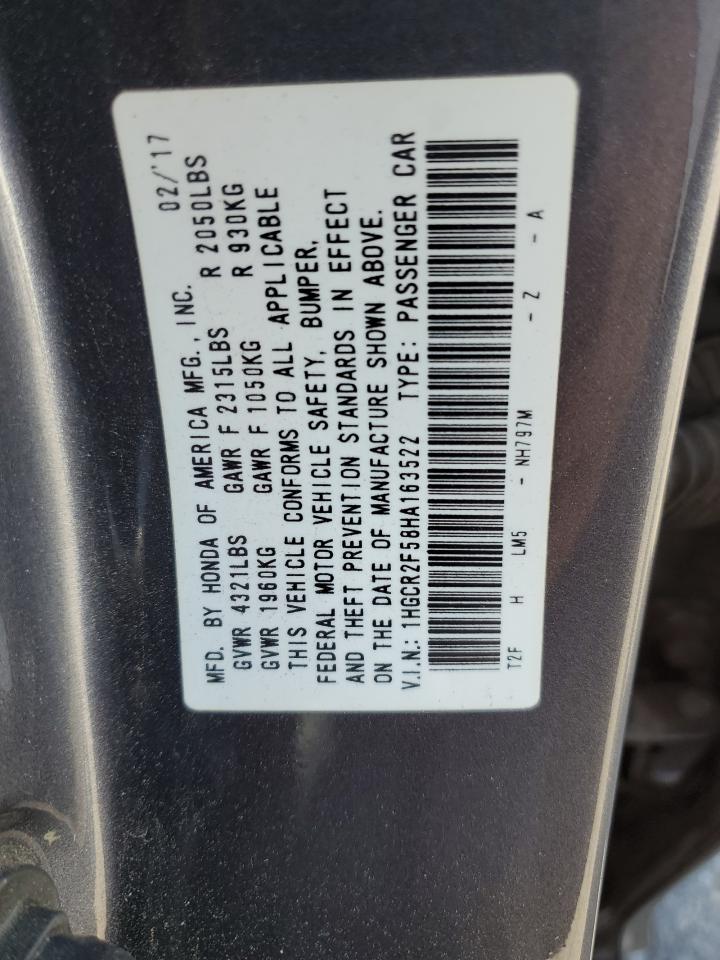 MFD. BY HONDA OF AMERICA MFG., INC. 02/'17
GVWR 4321LBS GAWR F 2315LBS R 2050LBS
GVWR 1960KG GAWR F 1050KG R 930KG
THIS VEHICLE CONFORMS TO ALL APPLICABLE
FEDERAL MOTOR VEHICLE SAFETY, BUMPER,
AND THEFT PREVENTION STANDARDS IN EFFECT
ON THE DATE OF MANUFACTURE SHOWN ABOVE.
V.I.N.: 1HGCR2F58HA163522 TYPE: PASSENGER CAR
T2F H LM5 - NH797M - Z - A